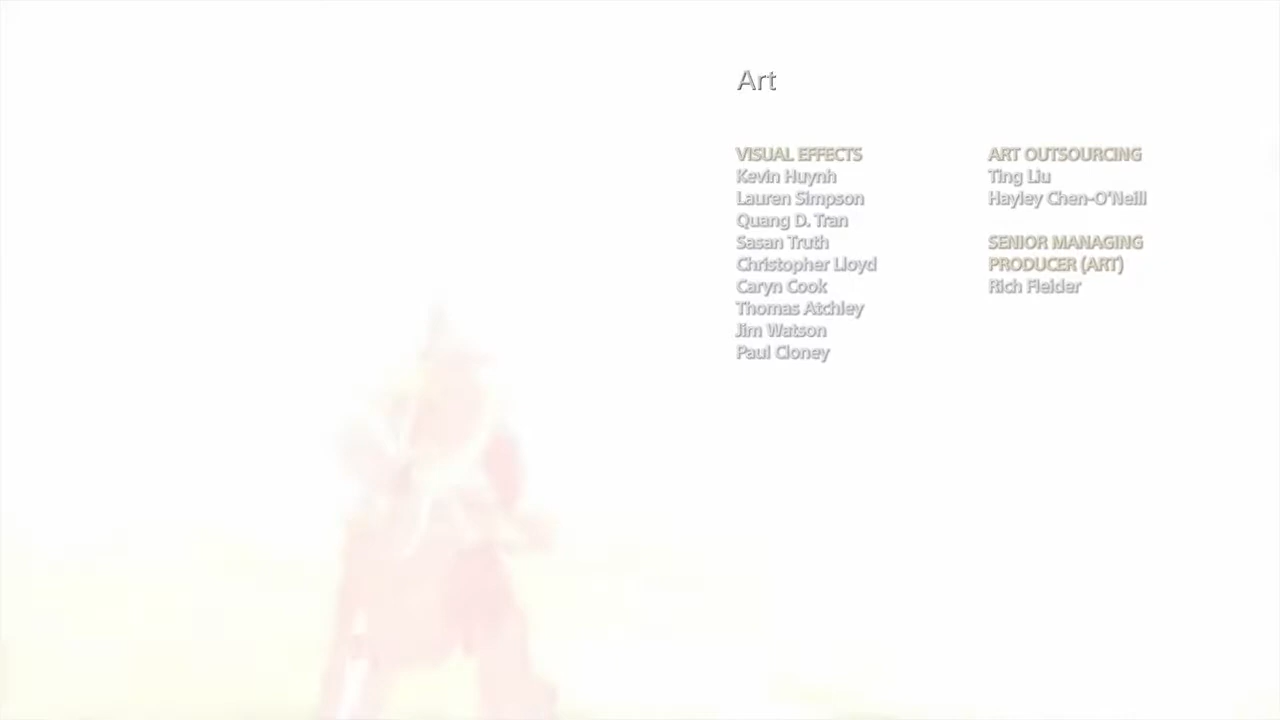 Art
VISUAL EFFECTS
Kevin Huynh
Lauren Simpson
Quang D. Tran
Sasan Truth
Christopher Lloyd
Caryn Cook
Thomas Atchley
Jim Watson
Paul Cloney
ART OUTSOURCING
Ting Liu
Hayley Chen-O'Neill
SENIOR MANAGING
PRODUCER (ART)
Rich Fleider